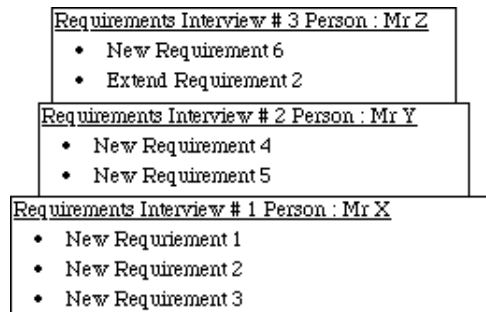 Requirements Interview # 3 Person : Mr Z
• New Requirement 6
• Extend Requirement 2
Requirements Interview # 2 Person : Mr Y
• New Requirement 4
• New Requirement 5
Requirements Interview # 1 Person : Mr X
• New Requriement 1
• New Requirement 2
• New Requirement 3